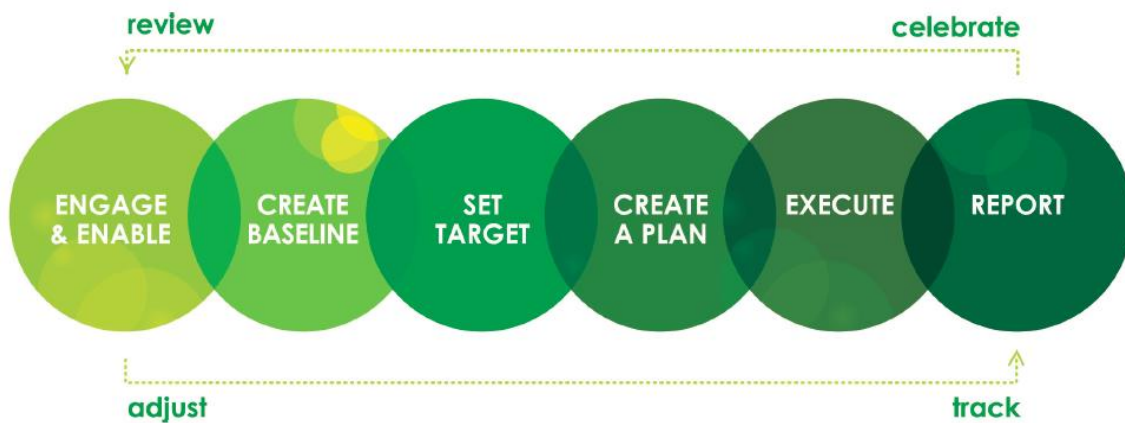 review
celebrate
ENGAGE
& ENABLE
CREATE
BASELINE
SET
TARGET
CREATE
A PLAN
EXECUTE
REPORT
adjust
track